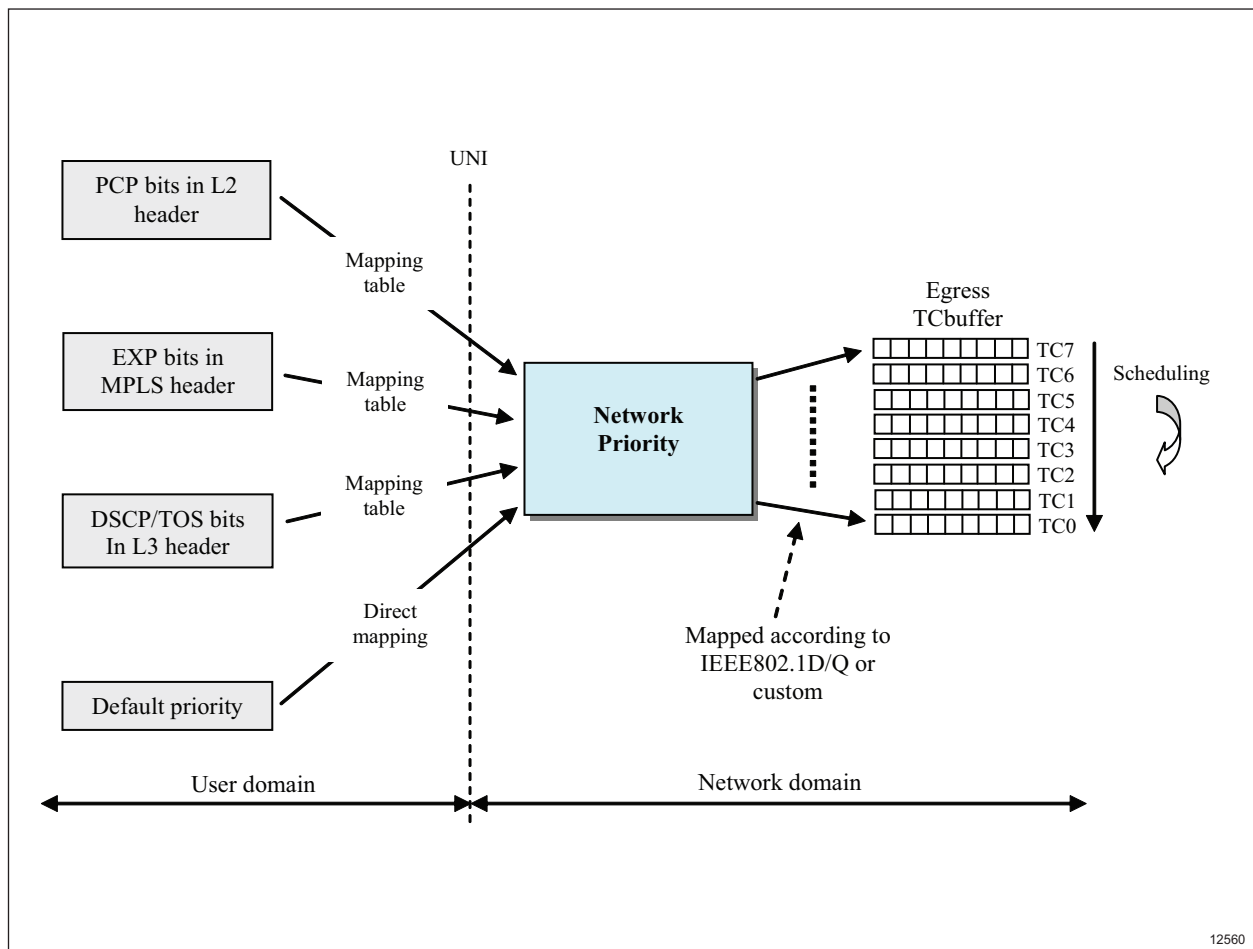 UNI
PCP bits in L2
header
Mapping
table
EXP bits in
MPLS header
Mapping
table
DSCP/TOS bits
In L3 header
Mapping
table
Default priority
Direct
mapping
Network
Priority
Egress
TCbuffer
TC7
TC6
TC5
TC4
TC3
TC2
TC1
TC0
Scheduling
Mapped according to
IEEE802.1D/Q or
custom
User domain
Network domain
12560